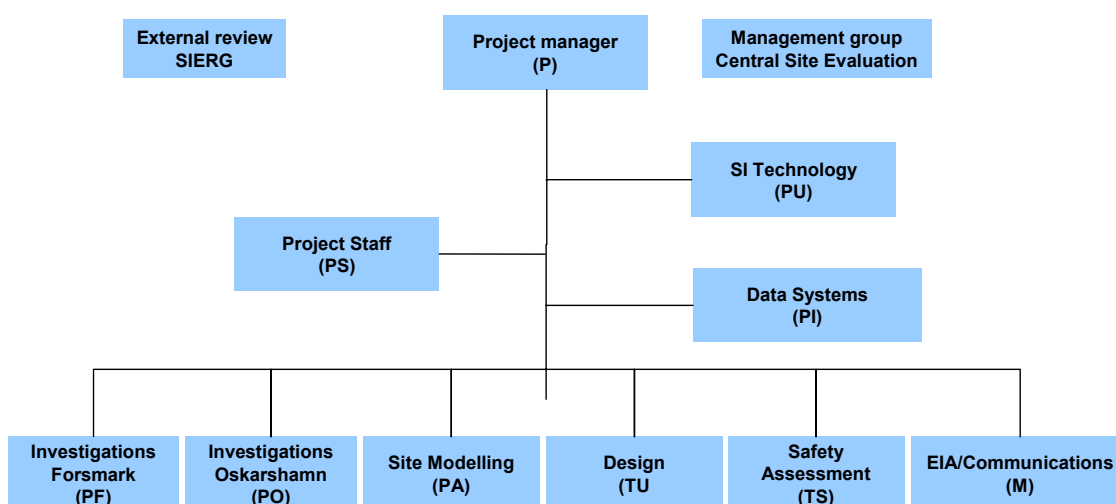 External review
SIERG
Project manager
(P)
Management group
Central Site Evaluation
SI Technology
(PU)
Project Staff
(PS)
Data Systems
(PI)
Investigations
Forsmark
(PF)
Investigations
Oskarshamn
(PO)
Site Modelling
(PA)
Design
(TU
Safety
Assessment
(TS)
EIA/Communications
(M)